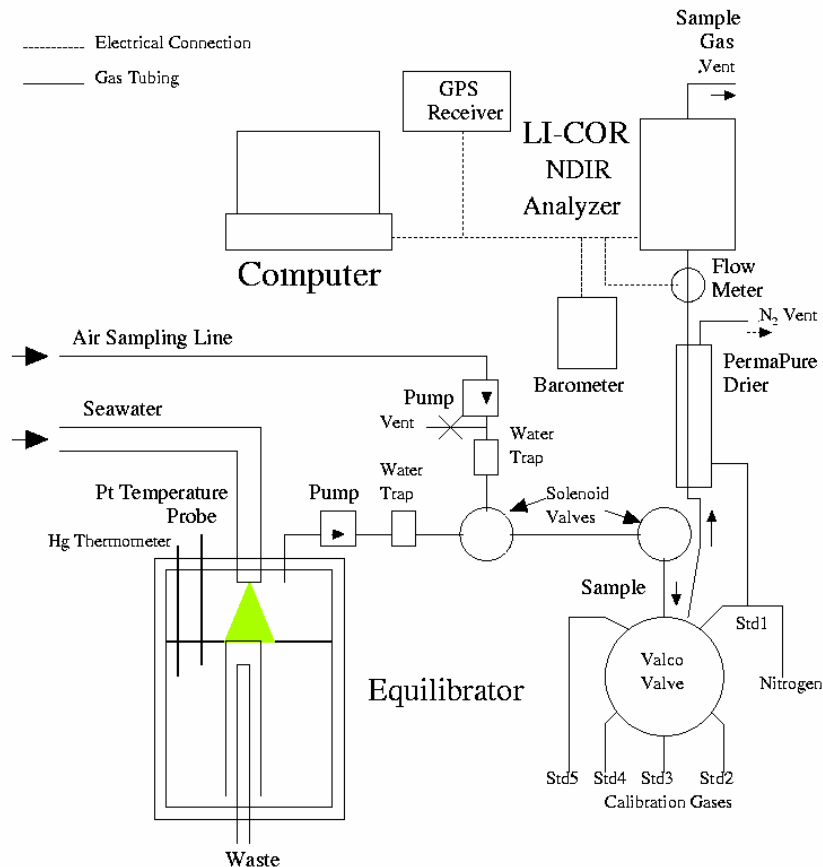 Electrical Connection
Gas Tubing
Sample
Gas
Vent
GPS
Receiver
LI-COR
NDIR
Analyzer
Computer
Flow
Meter
N2 Vent
Air Sampling Line
Barometer
PermaPure
Drier
Pump
Vent
Water
Trap
Seawater
Pt Temperature
Probe
Hg Thermometer
Pump
Water
Trap
Solenoid
Valves
Sample
Std1
Nitrogen
Valco
Valve
Equilibrator
Std5
Std4
Std3
Std2
Calibration Gases
Waste